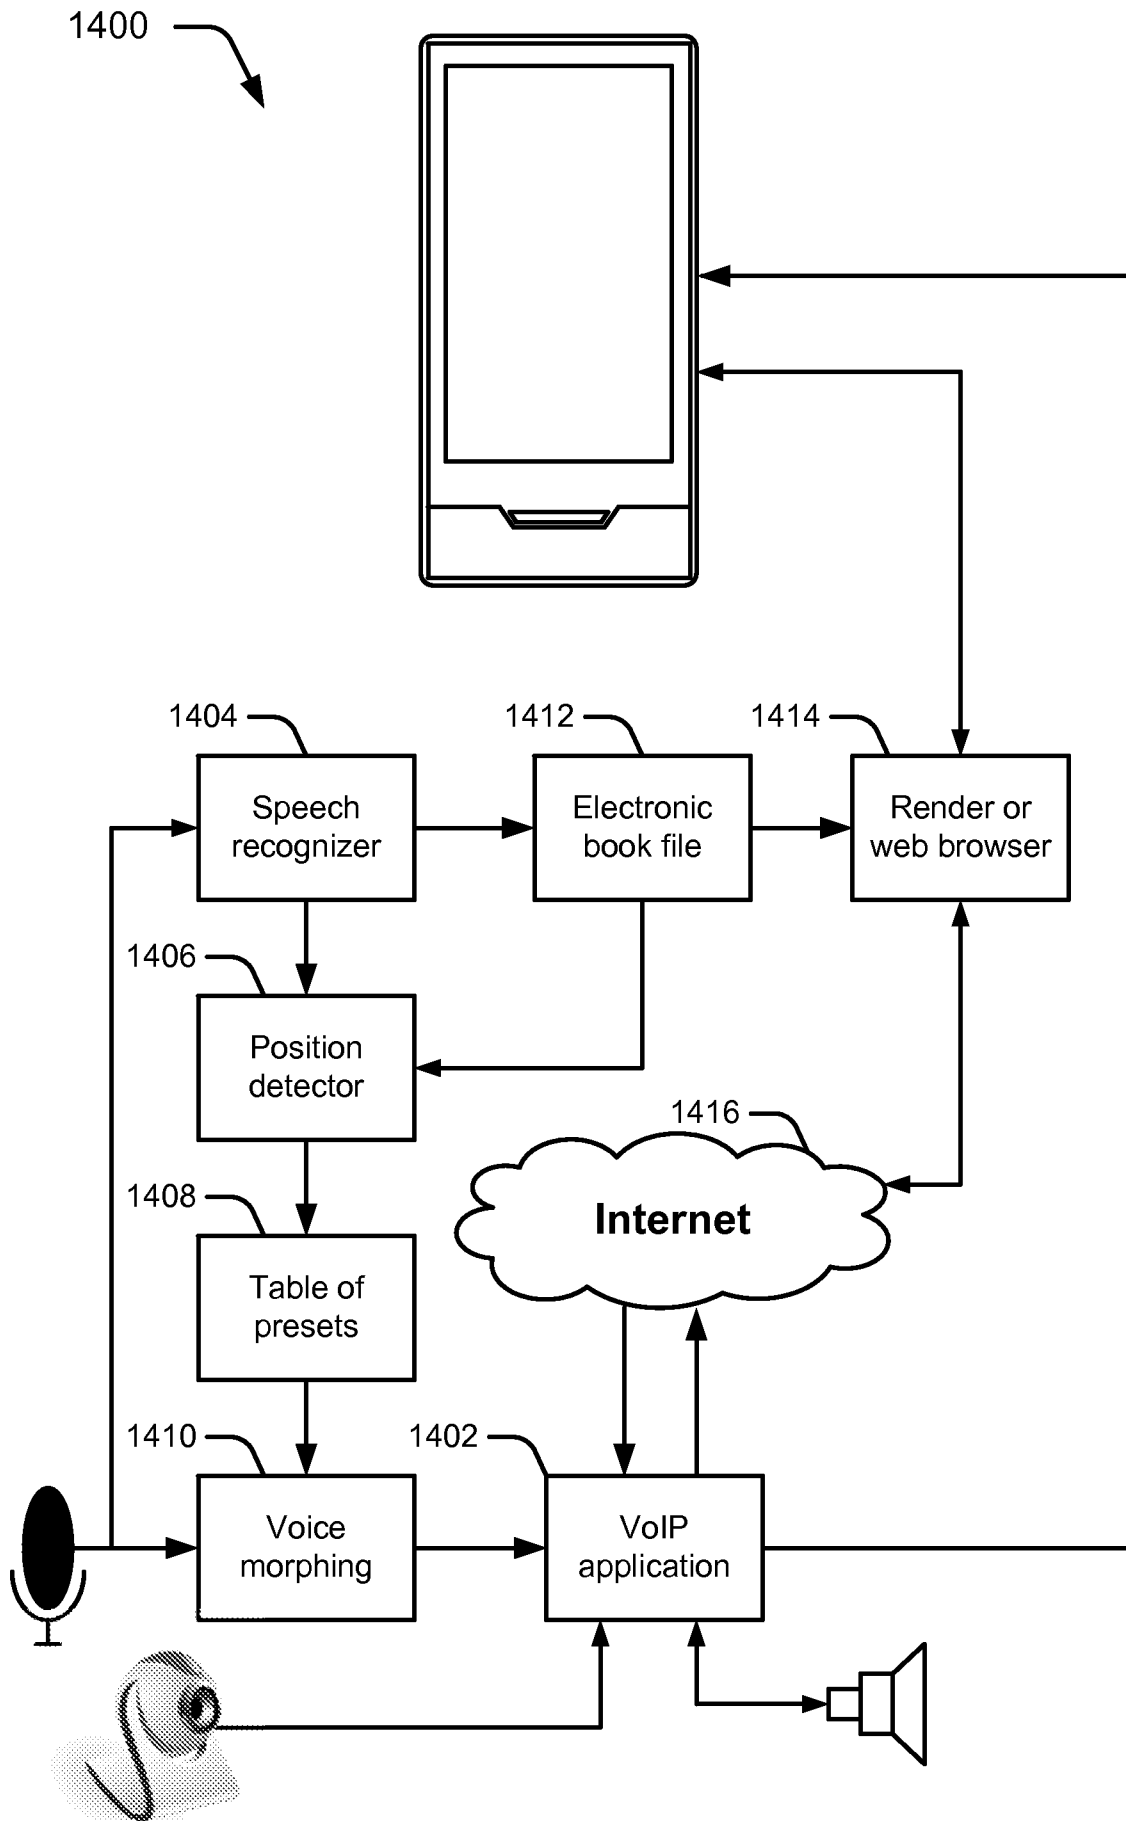 1400
1404
1412
1414
Speech
recognizer
Electronic
book file
Render or
web browser
1406
Position
detector
1416
Internet
1408
Table of
presets
1410
1402
Voice
morphing
VoIP
application